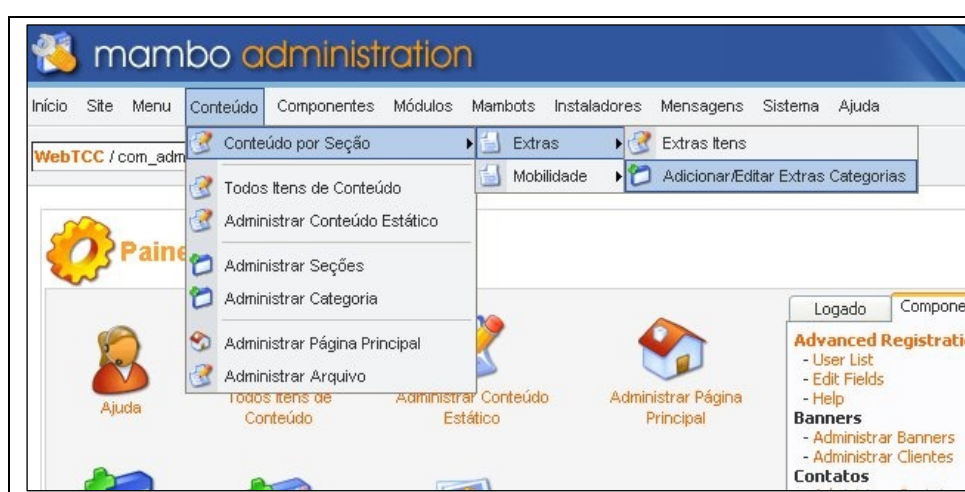 mambo administration
Início Site Menu Conteúdo Componentes Módulos Mambots Instaladores Mensagens Sistema Ajuda
WebTCC / com_adm
Conteúdo por Seção
Extras
Extras Itens
Mobilidade
Adicionar/Editar Extras Categorias
Todos Itens de Conteúdo
Administrar Conteúdo Estático
Administrar Seções
Administrar Categoria
Administrar Página Principal
Administrar Arquivo
Paine
Ajuda
Todos Itens de
Conteúdo
Administrar Conteúdo
Estático
Administrar Página
Principal
Logado Compone
Advanced Registrati
- User List
- Edit Fields
- Help
Banners
- Administrar Banners
- Administrar Clientes
Contatos